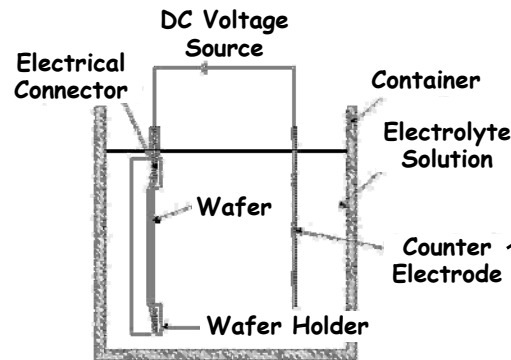 DC Voltage
Source
Electrical
Connector
Container
Electrolyte
Solution
Wafer
Counter
Electrode
Wafer Holder